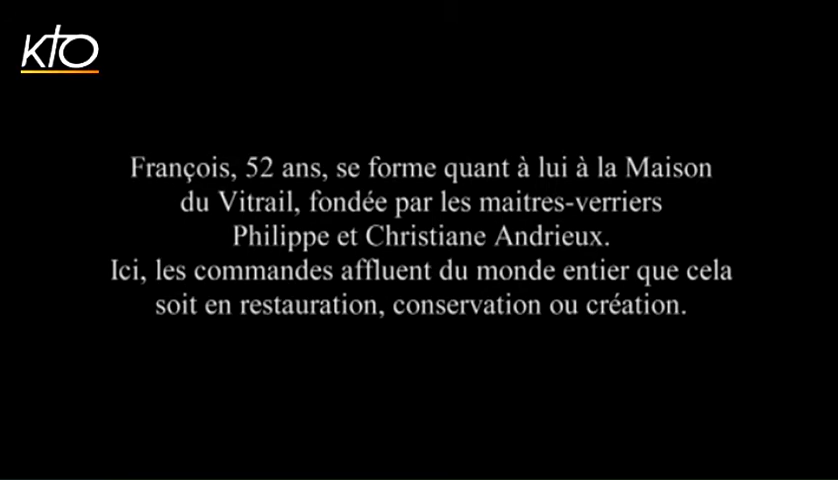 KTO
François, 52 ans, se forme quant à lui à la Maison
du Vitrail, fondée par les maitres-verriers
Philippe et Christiane Andrieux.
Ici, les commandes affluent du monde entier que cela
soit en restauration, conservation ou création.